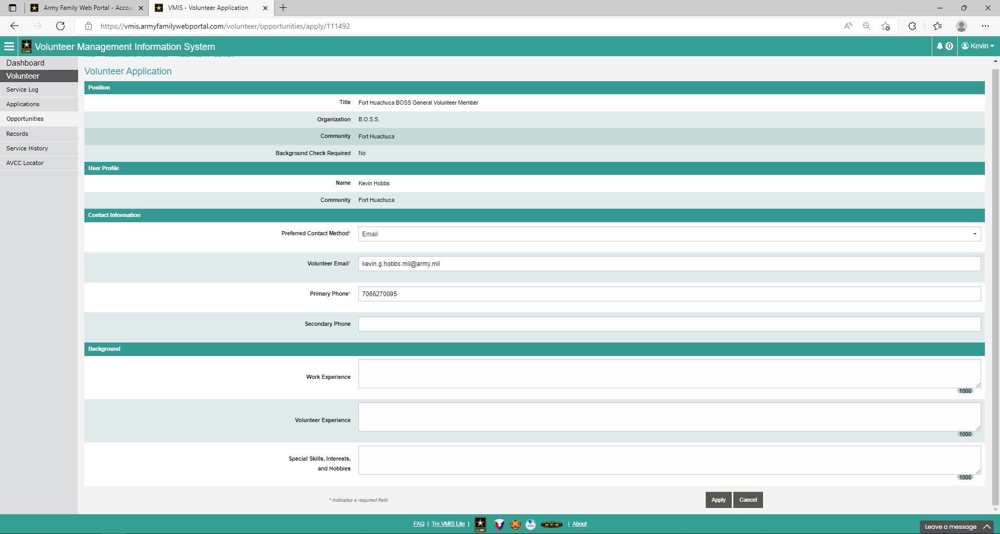 Army Family Web Portal - Accou
VMIS - Volunteer Application
https://vmis.armyfamilywebportal.com/volunteer/opportunities/apply/111492
Volunteer Management Information System
0
Kevin
Dashboard
Volunteer
Service Log
Applications
Opportunities
Records
Service History
AVCC Locator
Volunteer Application
Position
Title Fort Huachuca BOSS General Volunteer Member
Organization B.O.S.S.
Community Fort Huachuca
Background Check Required No
User Profile
Name Kevin Hobbs
Community Fort Huachuca
Contact Information
Preferred Contact Method* Email
Volunteer Email* kevin.g.hobbs.mil@army.mil
Primary Phone* 7066270095
Secondary Phone
Background
Work Experience
1000
Volunteer Experience
1000
Special Skills, Interests,
and Hobbies
1000
* Indicates a required field.
Apply Cancel
FAQ | Try VMIS Lite | U.S. ARMY ACS | About
Leave a message